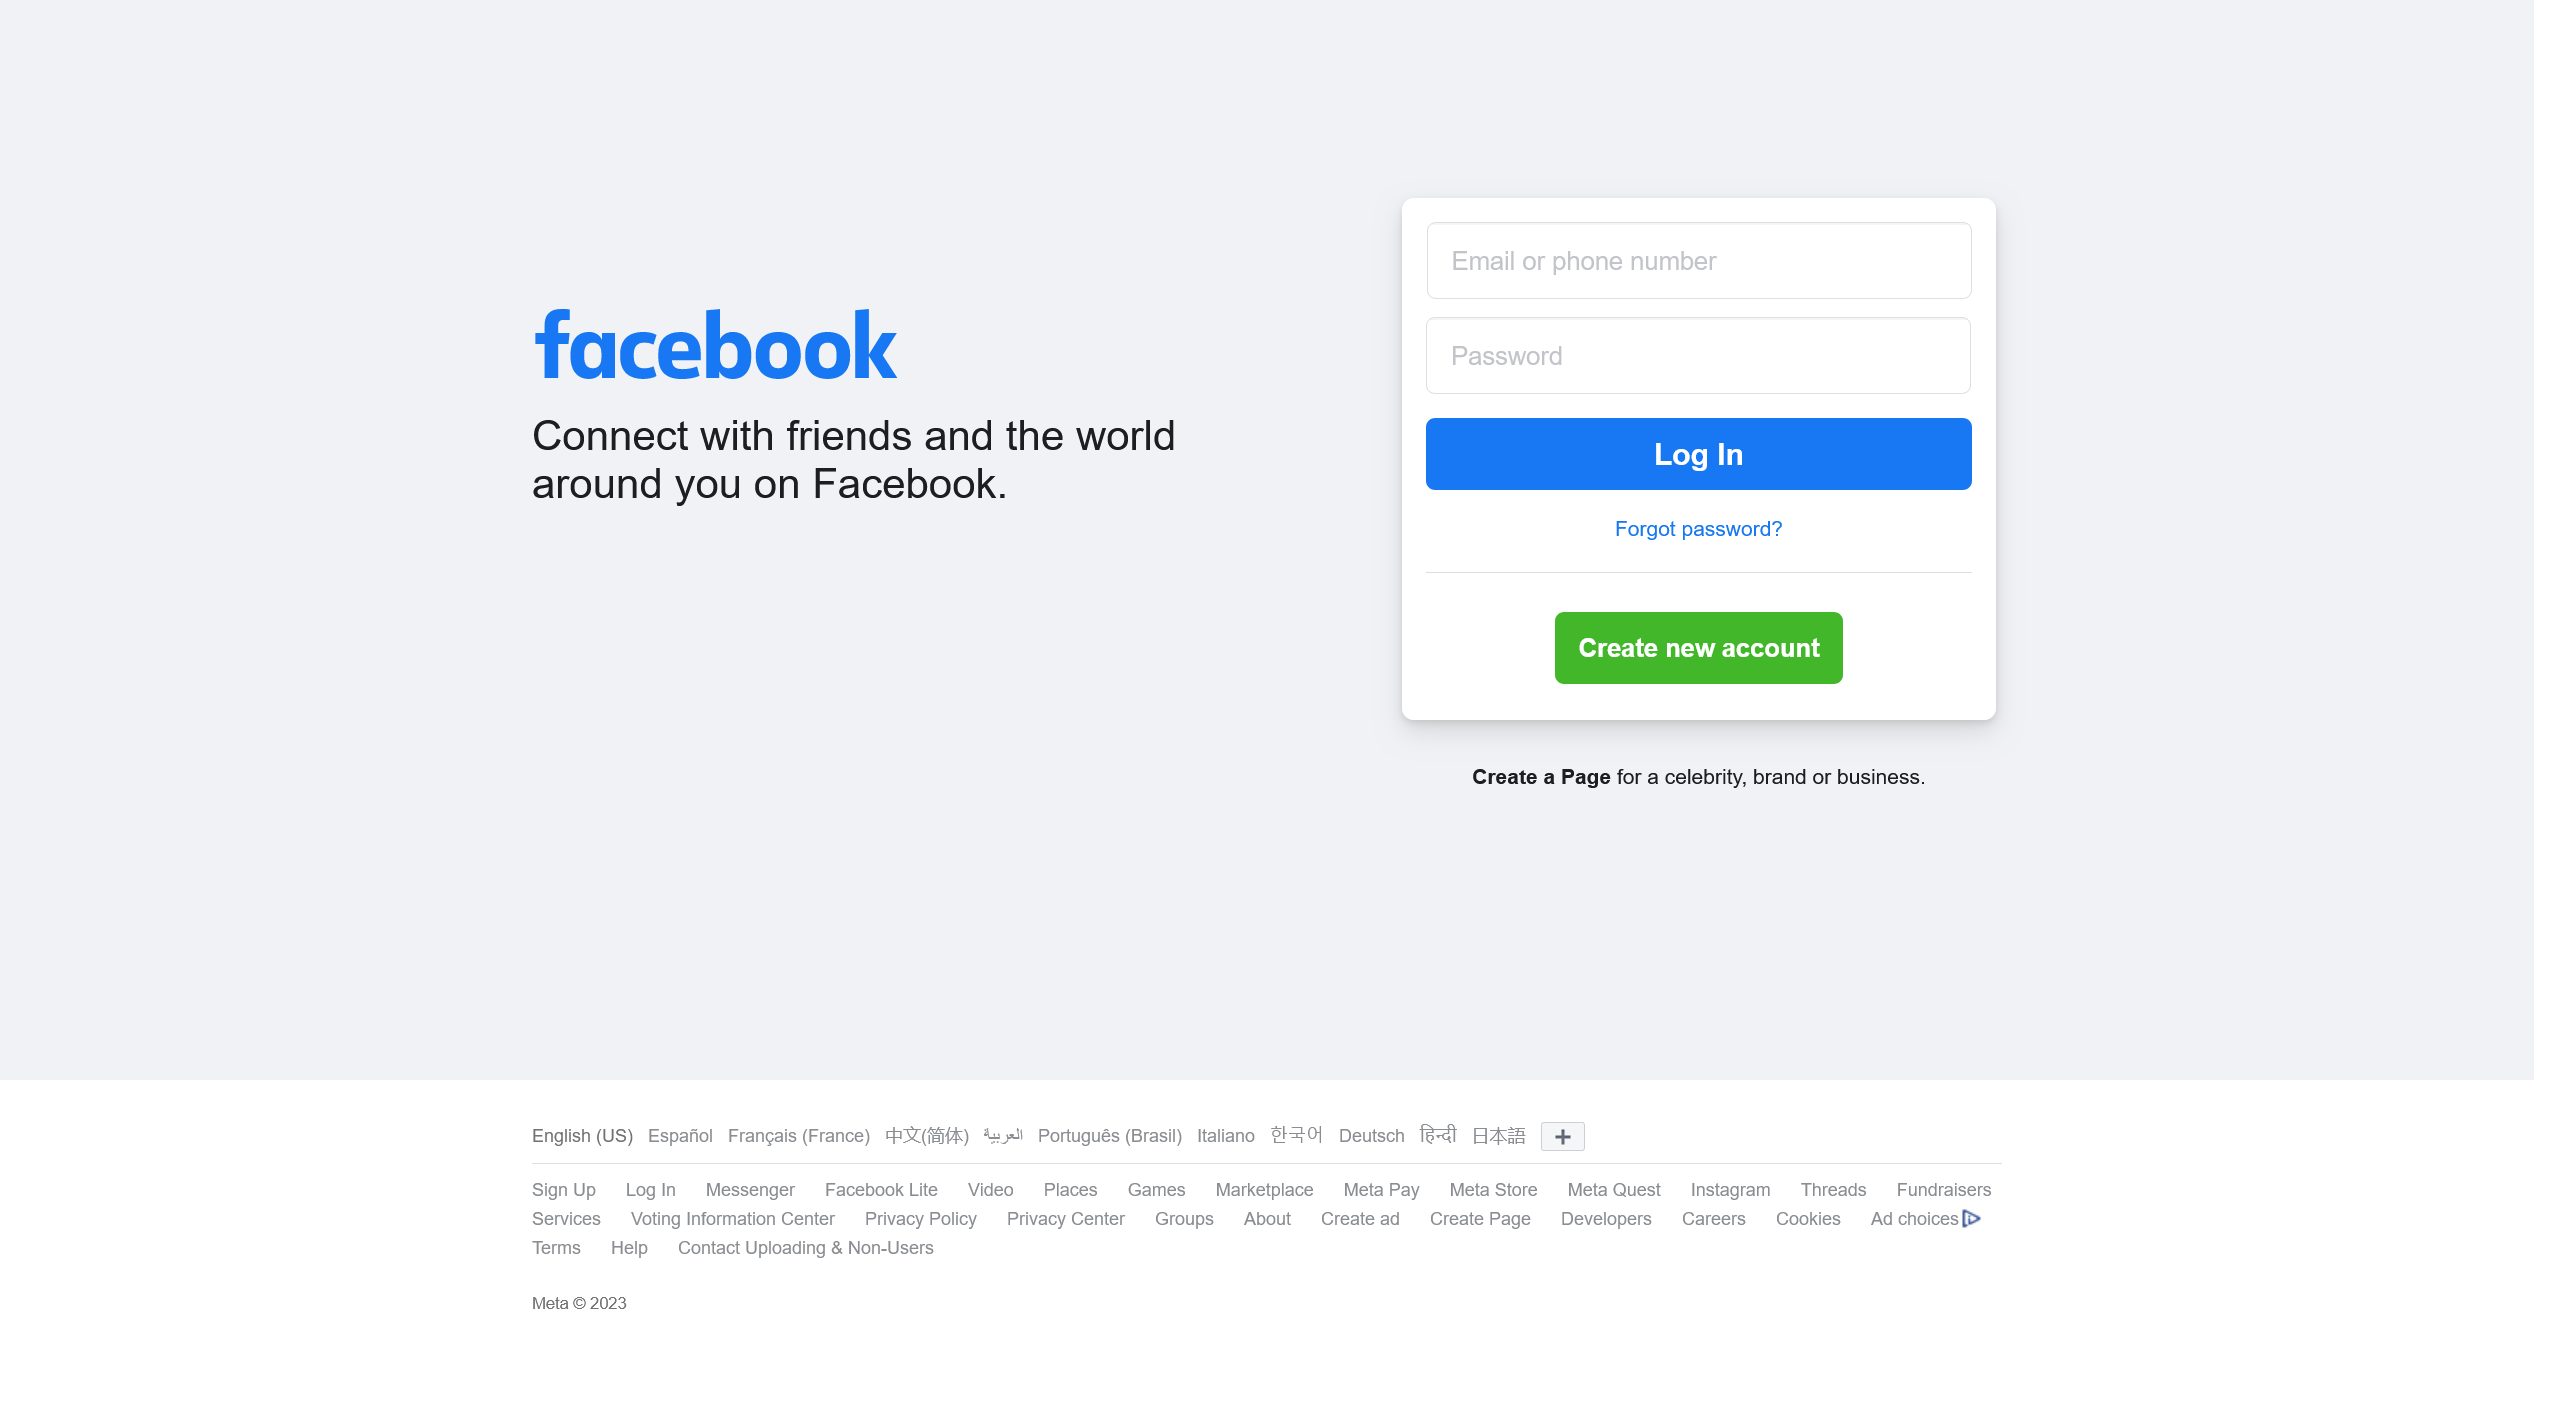 facebook
Connect with friends and the world
around you on Facebook.
Email or phone number
Password
Log In
Forgot password?
Create new account
Create a Page for a celebrity, brand or business.
English (US) Español Français (France) 中文(简体) العربية Português (Brasil) Italiano 한국어 Deutsch हिन्दी 日本語
Sign Up Log In Messenger Facebook Lite Video Places Games Marketplace Meta Pay Meta Store Meta Quest Instagram Threads Fundraisers
Services Voting Information Center Privacy Policy Privacy Center Groups About Create ad Create Page Developers Careers Cookies Ad choices
Terms Help Contact Uploading & Non-Users
Meta © 2023